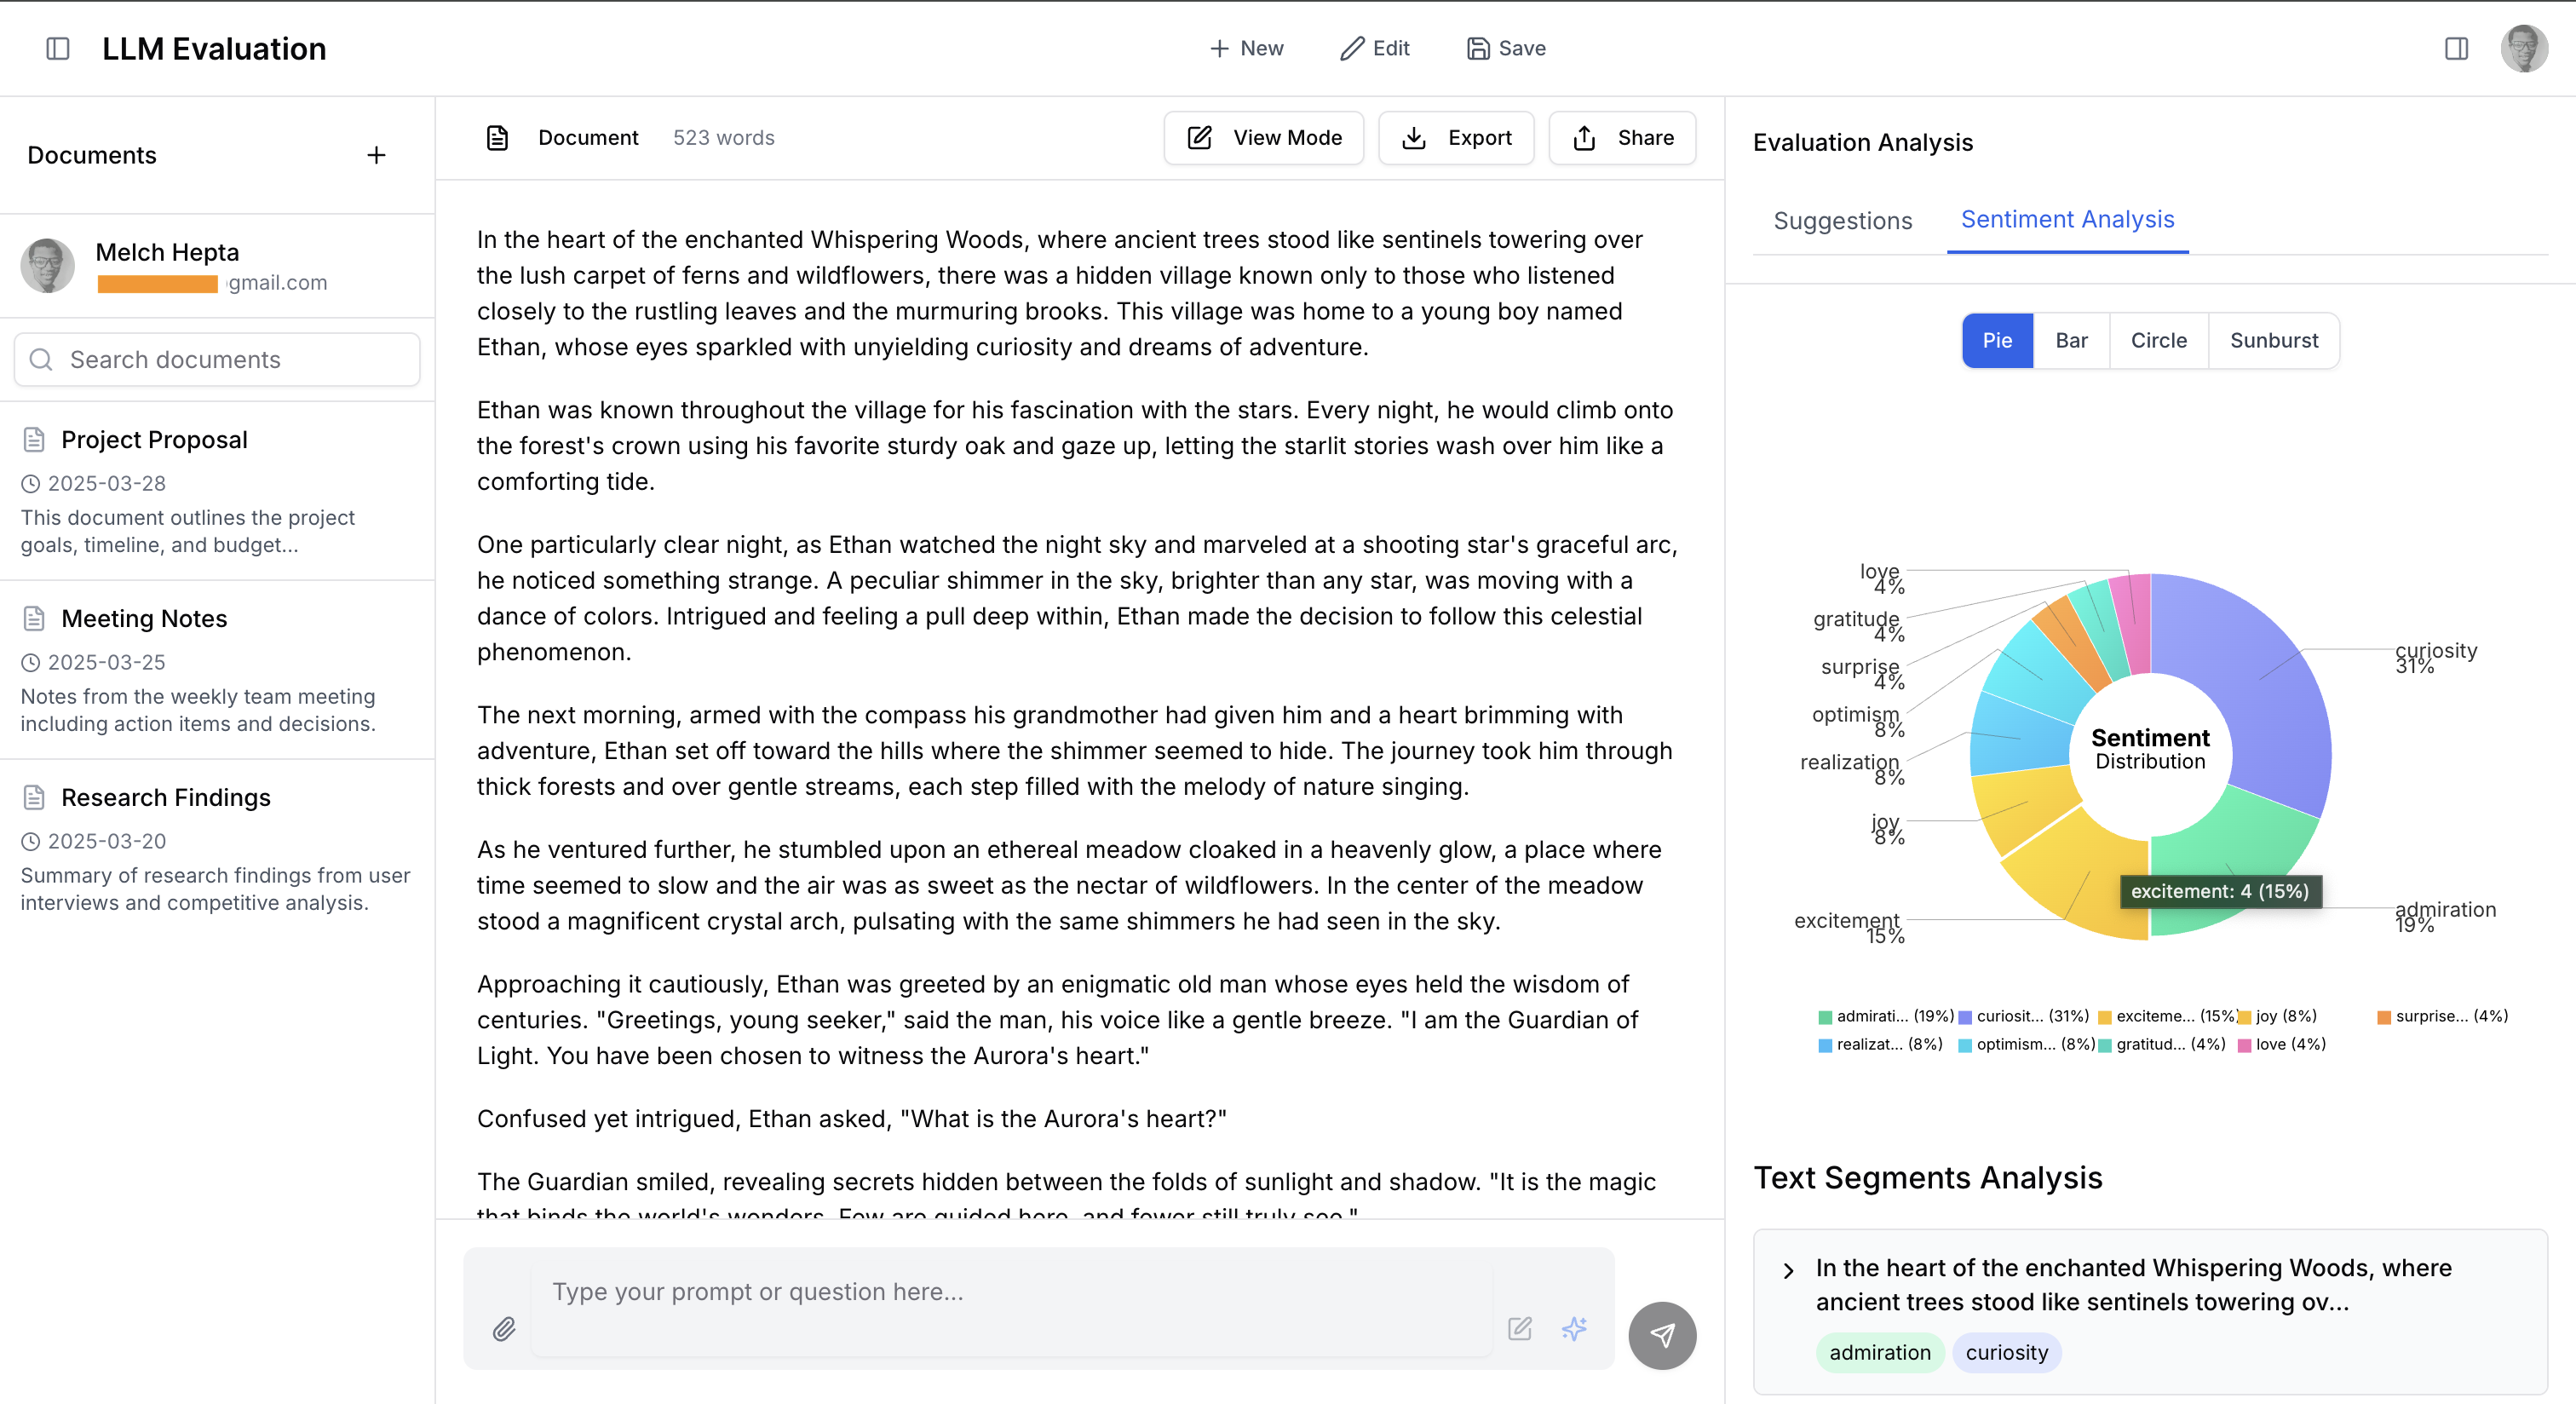 LLM Evaluation
New
Edit
Save
Documents
Melch Hepta
gmail.com
Search documents
Project Proposal
2025-03-28
This document outlines the project
goals, timeline, and budget...
Meeting Notes
2025-03-25
Notes from the weekly team meeting
including action items and decisions.
Research Findings
2025-03-20
Summary of research findings from user
interviews and competitive analysis.
Document
523 words
View Mode
Export
Share
In the heart of the enchanted Whispering Woods, where ancient trees stood like sentinels towering over
the lush carpet of ferns and wildflowers, there was a hidden village known only to those who listened
closely to the rustling leaves and the murmuring brooks. This village was home to a young boy named
Ethan, whose eyes sparkled with unyielding curiosity and dreams of adventure.
Ethan was known throughout the village for his fascination with the stars. Every night, he would climb onto
the forest's crown using his favorite sturdy oak and gaze up, letting the starlit stories wash over him like a
comforting tide.
One particularly clear night, as Ethan watched the night sky and marveled at a shooting star's graceful arc,
he noticed something strange. A peculiar shimmer in the sky, brighter than any star, was moving with a
dance of colors. Intrigued and feeling a pull deep within, Ethan made the decision to follow this celestial
phenomenon.
The next morning, armed with the compass his grandmother had given him and a heart brimming with
adventure, Ethan set off toward the hills where the shimmer seemed to hide. The journey took him through
thick forests and over gentle streams, each step filled with the melody of nature singing.
As he ventured further, he stumbled upon an ethereal meadow cloaked in a heavenly glow, a place where
time seemed to slow and the air was as sweet as the nectar of wildflowers. In the center of the meadow
stood a magnificent crystal arch, pulsating with the same shimmers he had seen in the sky.
Approaching it cautiously, Ethan was greeted by an enigmatic old man whose eyes held the wisdom of
centuries. "Greetings, young seeker," said the man, his voice like a gentle breeze. "I am the Guardian of
Light. You have been chosen to witness the Aurora's heart."
Confused yet intrigued, Ethan asked, "What is the Aurora's heart?"
The Guardian smiled, revealing secrets hidden between the folds of sunlight and shadow. "It is the magic
that binds the world's wonders. Few are guided here, and fewer still truly see."
Type your prompt or question here...
Evaluation Analysis
Suggestions
Sentiment Analysis
Pie
Bar
Circle
Sunburst
love
4%
gratitude
4%
surprise
4%
optimism
8%
realization
8%
joy
8%
excitement
15%
curiosity
31%
admiration
19%
Sentiment
Distribution
excitement: 4 (15%)
admirati... (19%)
curiosit... (31%)
exciteme... (15%)
joy (8%)
surprise... (4%)
realizat... (8%)
optimism... (8%)
gratitud... (4%)
love (4%)
Text Segments Analysis
In the heart of the enchanted Whispering Woods, where
ancient trees stood like sentinels towering ov...
admiration
curiosity